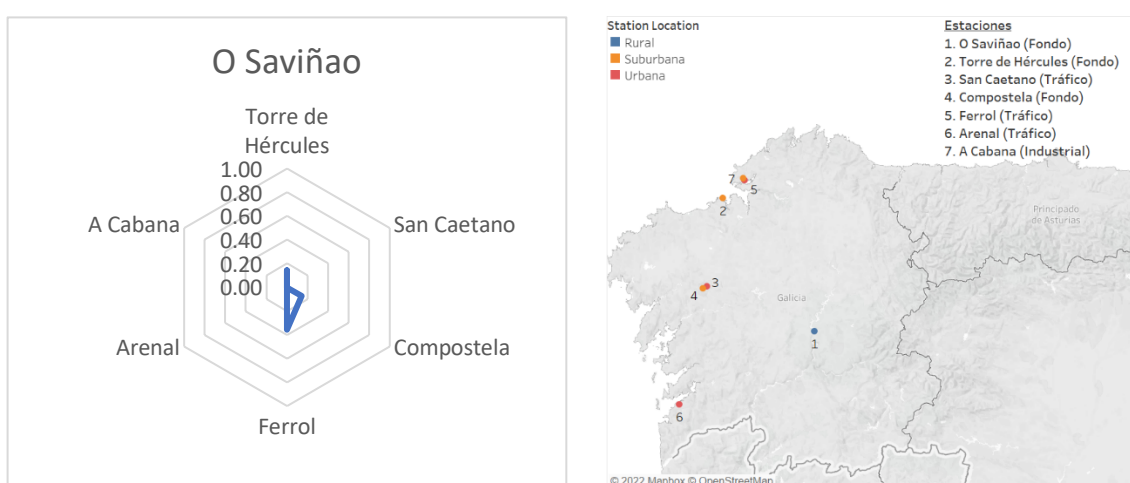 O Saviñao
Torre de
Hércules
1.00
0.80
0.60
0.40
0.20
0.00
A Cabana
San Caetano
Arenal
Compostela
Ferrol
Station Location
Rural
Suburbana
Urbana
Estaciones
1. O Saviñao (Fondo)
2. Torre de Hércules (Fondo)
3. San Caetano (Tráfico)
4. Compostela (Fondo)
5. Ferrol (Tráfico)
6. Arenal (Tráfico)
7. A Cabana (Industrial)
7
5
2
Principado
de Asturias
3
4
Galicia
1
6
© 2022 Mapbox © OpenStreetMap